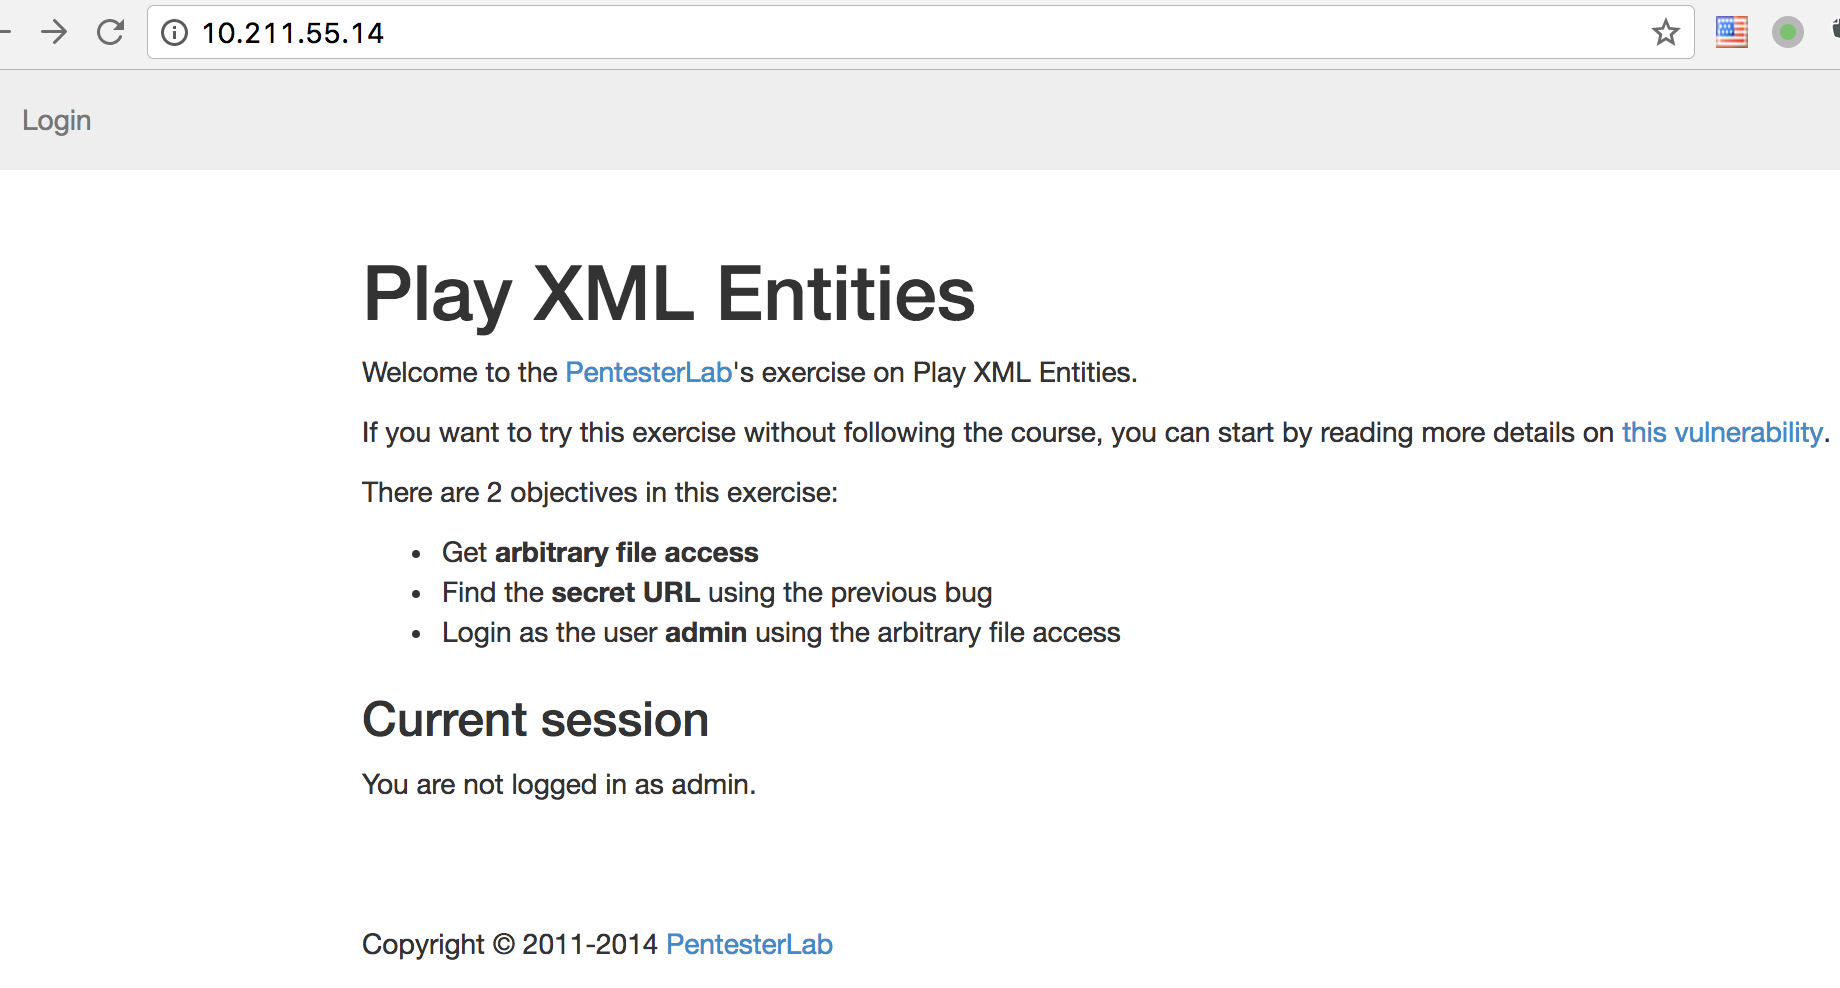 10.211.55.14
Login
Play XML Entities
Welcome to the PentesterLab's exercise on Play XML Entities.
If you want to try this exercise without following the course, you can start by reading more details on this vulnerability.
There are 2 objectives in this exercise:
• Get arbitrary file access
• Find the secret URL using the previous bug
• Login as the user admin using the arbitrary file access
Current session
You are not logged in as admin.
Copyright © 2011-2014 PentesterLab